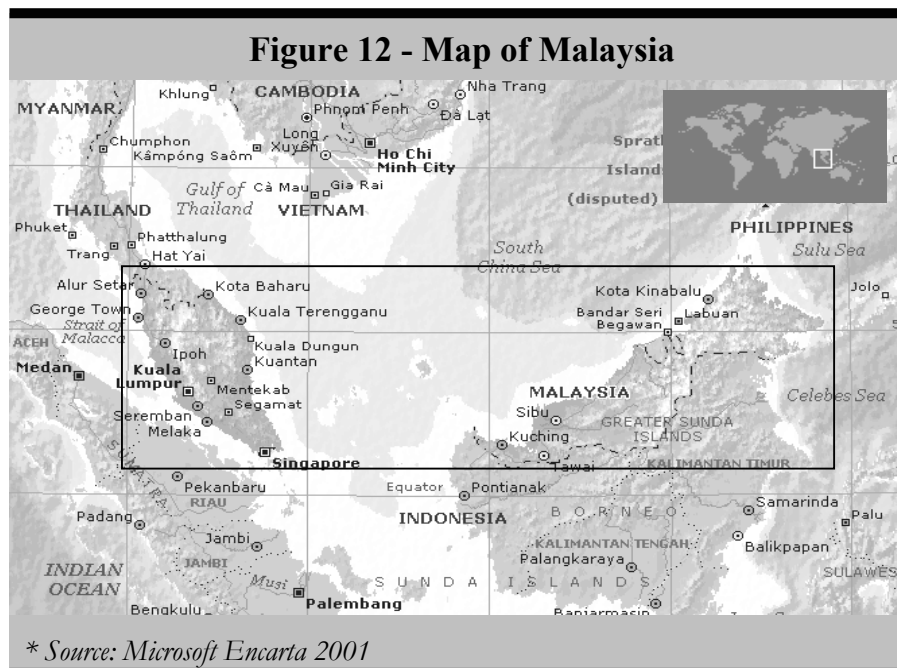 Figure 12 - Map of Malaysia
Khlung
CAMBODIA
Nha Trang
MYANMAR
Phnom Penh
Đà Lạt
Chumphon
Long
Xuyên
Kâmpóng Saôm
Ho Chi
Minh City
Sprat
Island
(disputed)
Gulf of
Thailand
Cà Mau
Gia Rai
THAILAND
VIETNAM
PHILIPPINES
Phuket
Phatthalung
Trang
Hat Yai
South
China Sea
Sulu Sea
Alur Setar
Kota Baharu
Kota Kinabalu
Jolo
George Town
Kuala Terengganu
Bandar Seri
Begawan
Labuan
Strait of
Malacca
ACEH
Ipoh
Kuala Dungun
Medan
Kuala
Lumpur
Kuantan
Mentekab
MALAYSIA
Celebes Sea
Segamat
Seremban
Sibu
GREATER SUNDA
ISLANDS
Melaka
Kuching
Singapore
Tawai
KALIMANTAN TIMUR
SUMATRA
Pekanbaru
Equator
Pontianak
RIAU
Samarinda
Padang
INDONESIA
BORNEO
Palu
Jambi
KALIMANTAN TENGAH
Balikpapan
JAMBI
Palangkaraya
INDIAN
OCEAN
Musi
SUNDA ISLANDS
SULAWES
Palembang
Bengkulu
Banjarmasin
* Source: Microsoft Encarta 2001